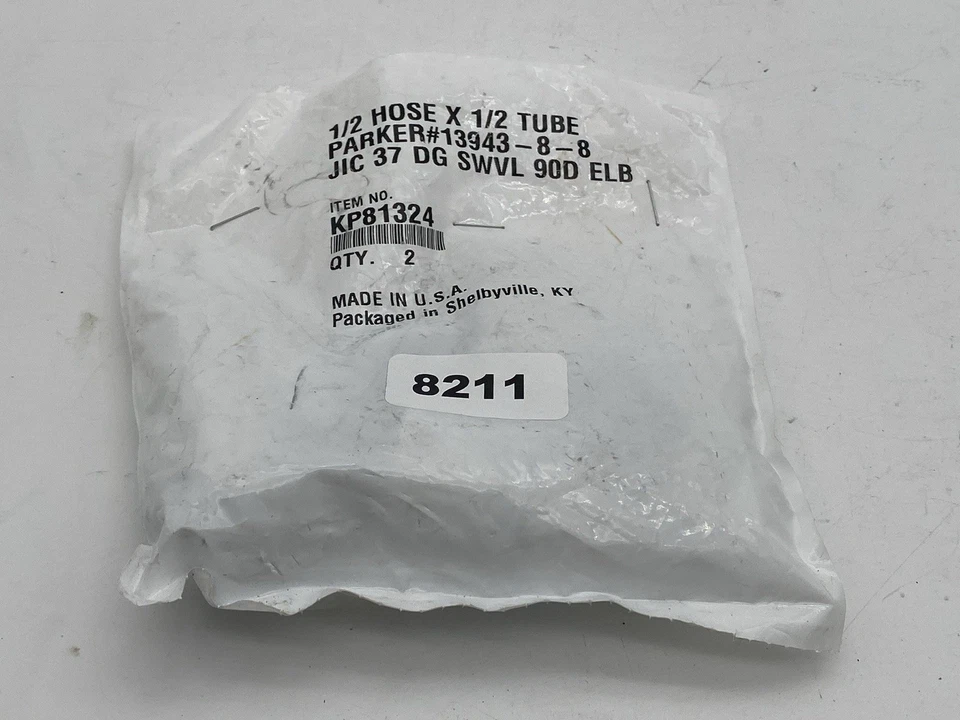 1/2 HOSE X 1/2 TUBE
PARKER#13943-8-8
JIC 37 DG SWVL 90D ELB
ITEM NO.
KP81324
QTY. 2
MADE IN U.S.A.
Packaged in Shelbyville, KY
8211